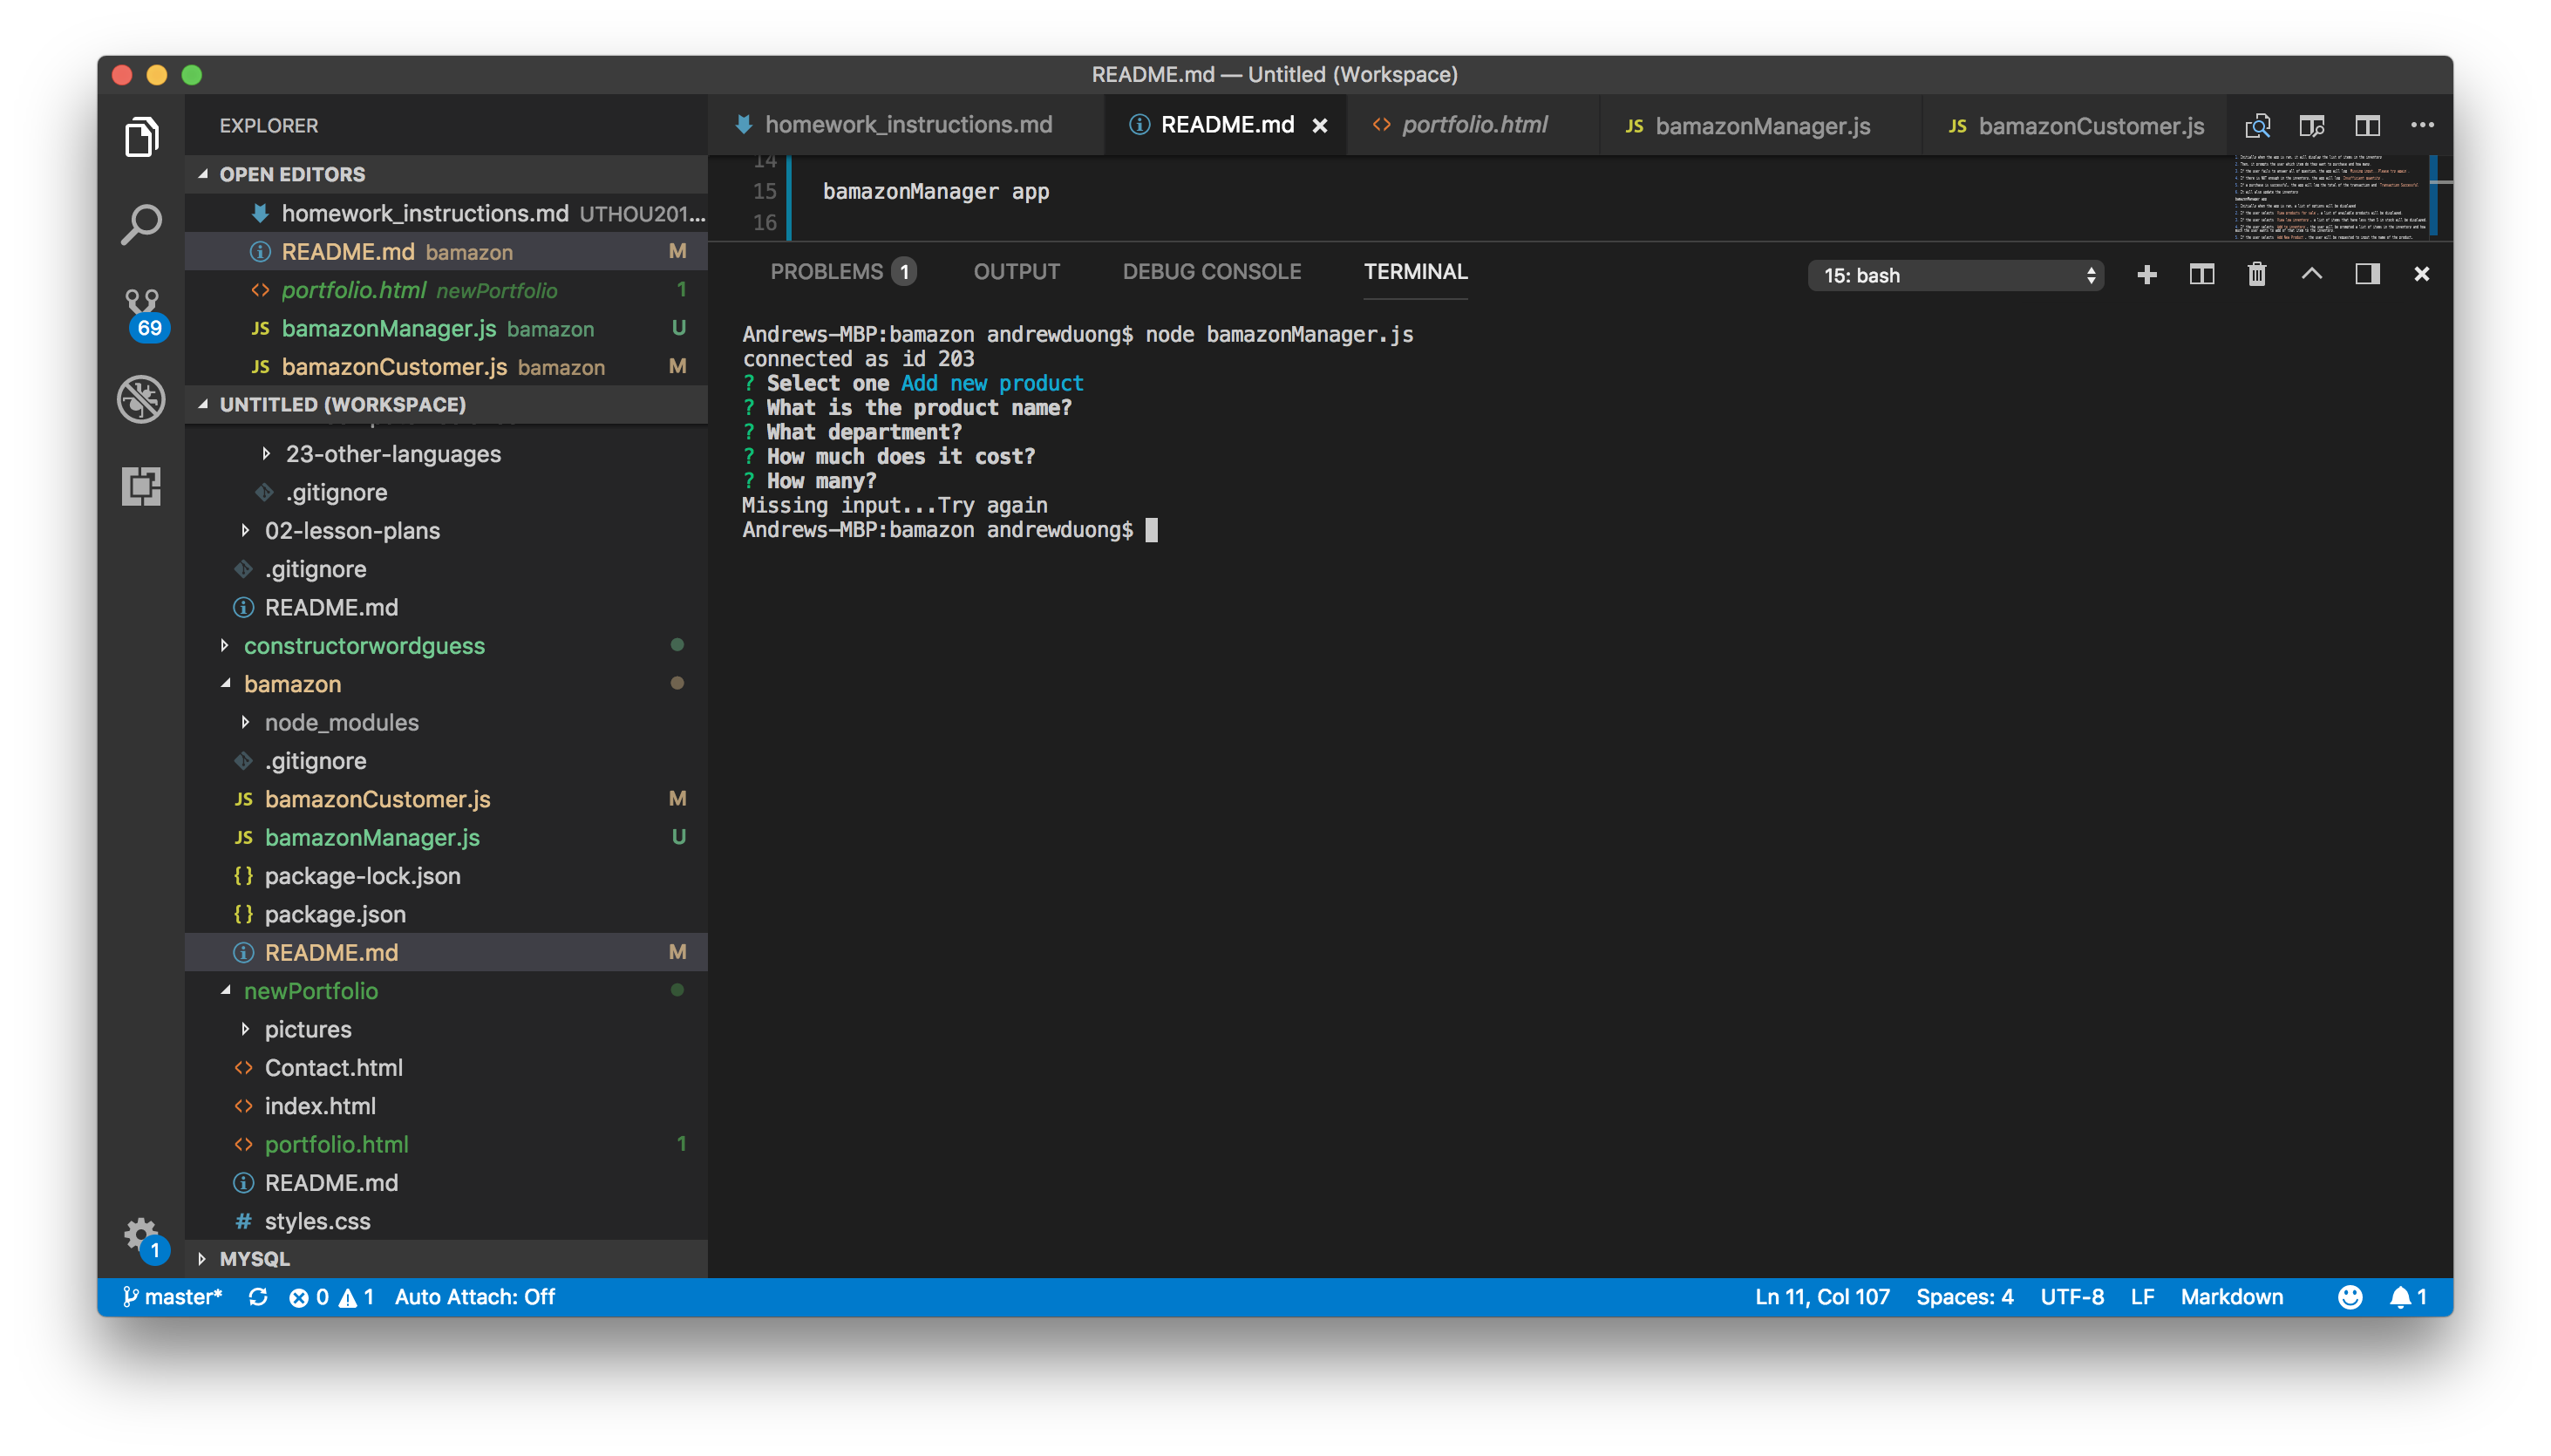 README.md — Untitled (Workspace)
EXPLORER
OPEN EDITORS
homework_instructions.md UTHOU201...
README.md bamazon M
portfolio.html newPortfolio 1
JS bamazonManager.js bamazon U
JS bamazonCustomer.js bamazon M
69
UNTITLED (WORKSPACE)
23-other-languages
.gitignore
02-lesson-plans
.gitignore
README.md
constructorwordguess
bamazon
node_modules
.gitignore
JS bamazonCustomer.js M
JS bamazonManager.js U
{} package-lock.json
{} package.json
README.md M
newPortfolio
pictures
<> Contact.html
<> index.html
<> portfolio.html 1
README.md
# styles.css
1
MYSQL
homework_instructions.md README.md × <> portfolio.html JS bamazonManager.js JS bamazonCustomer.js
14
15 bamazonManager app
16
PROBLEMS 1 OUTPUT DEBUG CONSOLE TERMINAL 15: bash
Andrews-MBP:bamazon andrewduong$ node bamazonManager.js
connected as id 203
? Select one Add new product
? What is the product name?
? What department?
? How much does it cost?
? How many?
Missing input...Try again
Andrews-MBP:bamazon andrewduong$
master* 0 1 Auto Attach: Off Ln 11, Col 107 Spaces: 4 UTF-8 LF Markdown 1